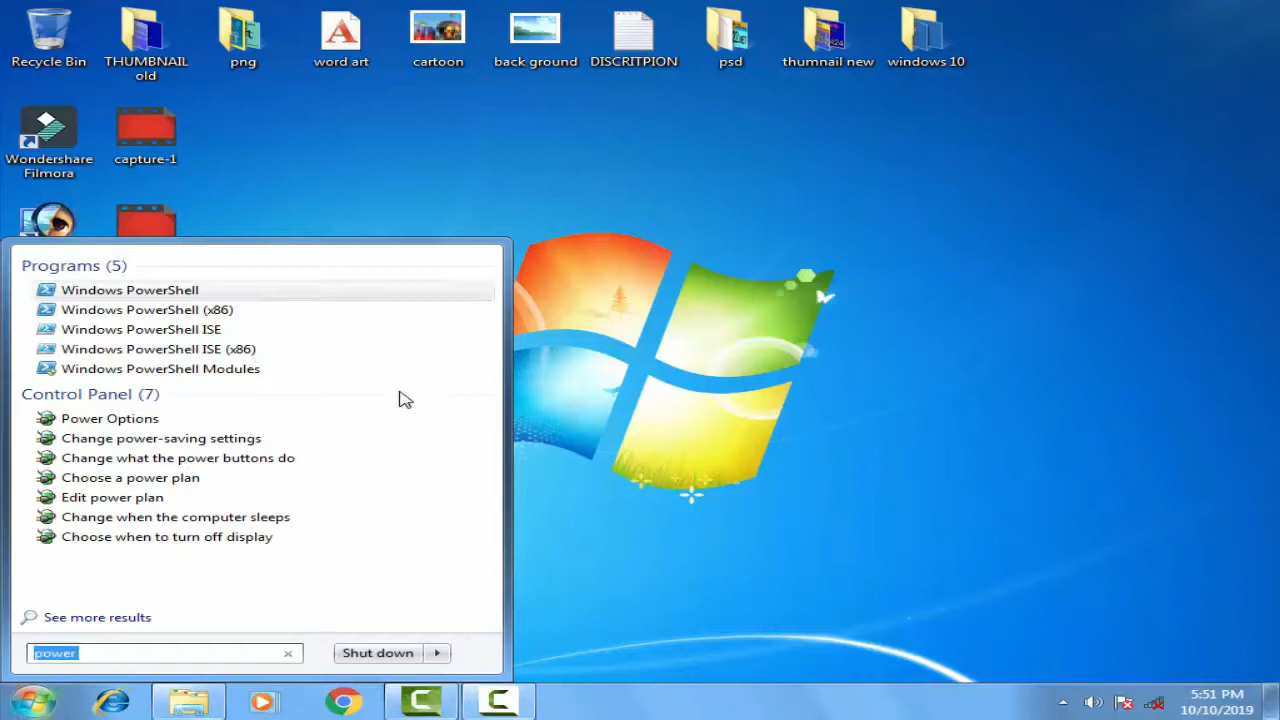 Recycle Bin
THUMBNAIL
old
png
word art
cartoon
back ground
DISCRITPION
psd
thumnail new
windows 10
Wondershare
Filmora
capture-1
Programs (5)
Windows PowerShell
Windows PowerShell (x86)
Windows PowerShell ISE
Windows PowerShell ISE (x86)
Windows PowerShell Modules
Control Panel (7)
Power Options
Change power-saving settings
Change what the power buttons do
Choose a power plan
Edit power plan
Change when the computer sleeps
Choose when to turn off display
See more results
power
Shut down
5:51 PM
10/10/2019